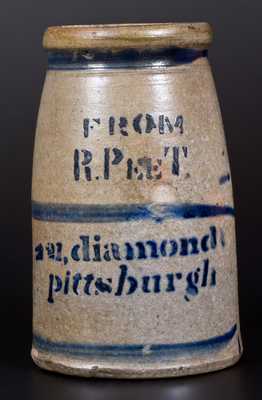 FROM
R.PEET.
diamond
pittsburgh